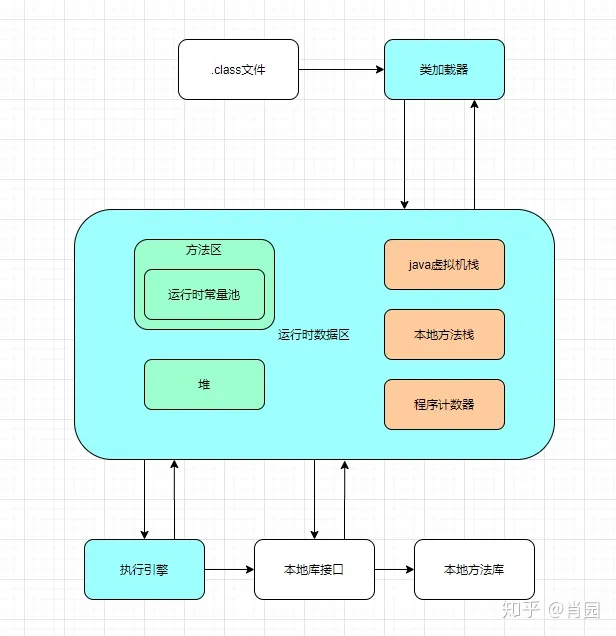 .class文件
类加载器
方法区
运行时常量池
java虚拟机栈
运行时数据区
本地方法栈
堆
程序计数器
执行引擎
本地库接口
本地方法库
知乎 @肖园